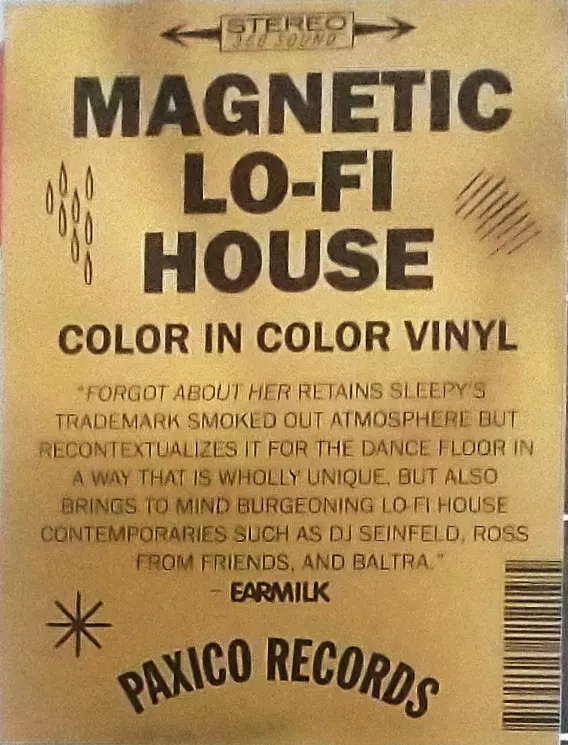 STEREO
360 SOUND
MAGNETIC
LO-FI
HOUSE
COLOR IN COLOR VINYL
"FORGOT ABOUT HER RETAINS SLEEPY'S
TRADEMARK SMOKED OUT ATMOSPHERE BUT
RECONTEXTUALIZES IT FOR THE DANCE FLOOR IN
A WAY THAT IS WHOLLY UNIQUE, BUT ALSO
BRINGS TO MIND BURGEONING LO-FI HOUSE
CONTEMPORARIES SUCH AS DJ SEINFELD, ROSS
FROM FRIENDS, AND BALTRA."
- EARMILK
PAXICO RECORDS